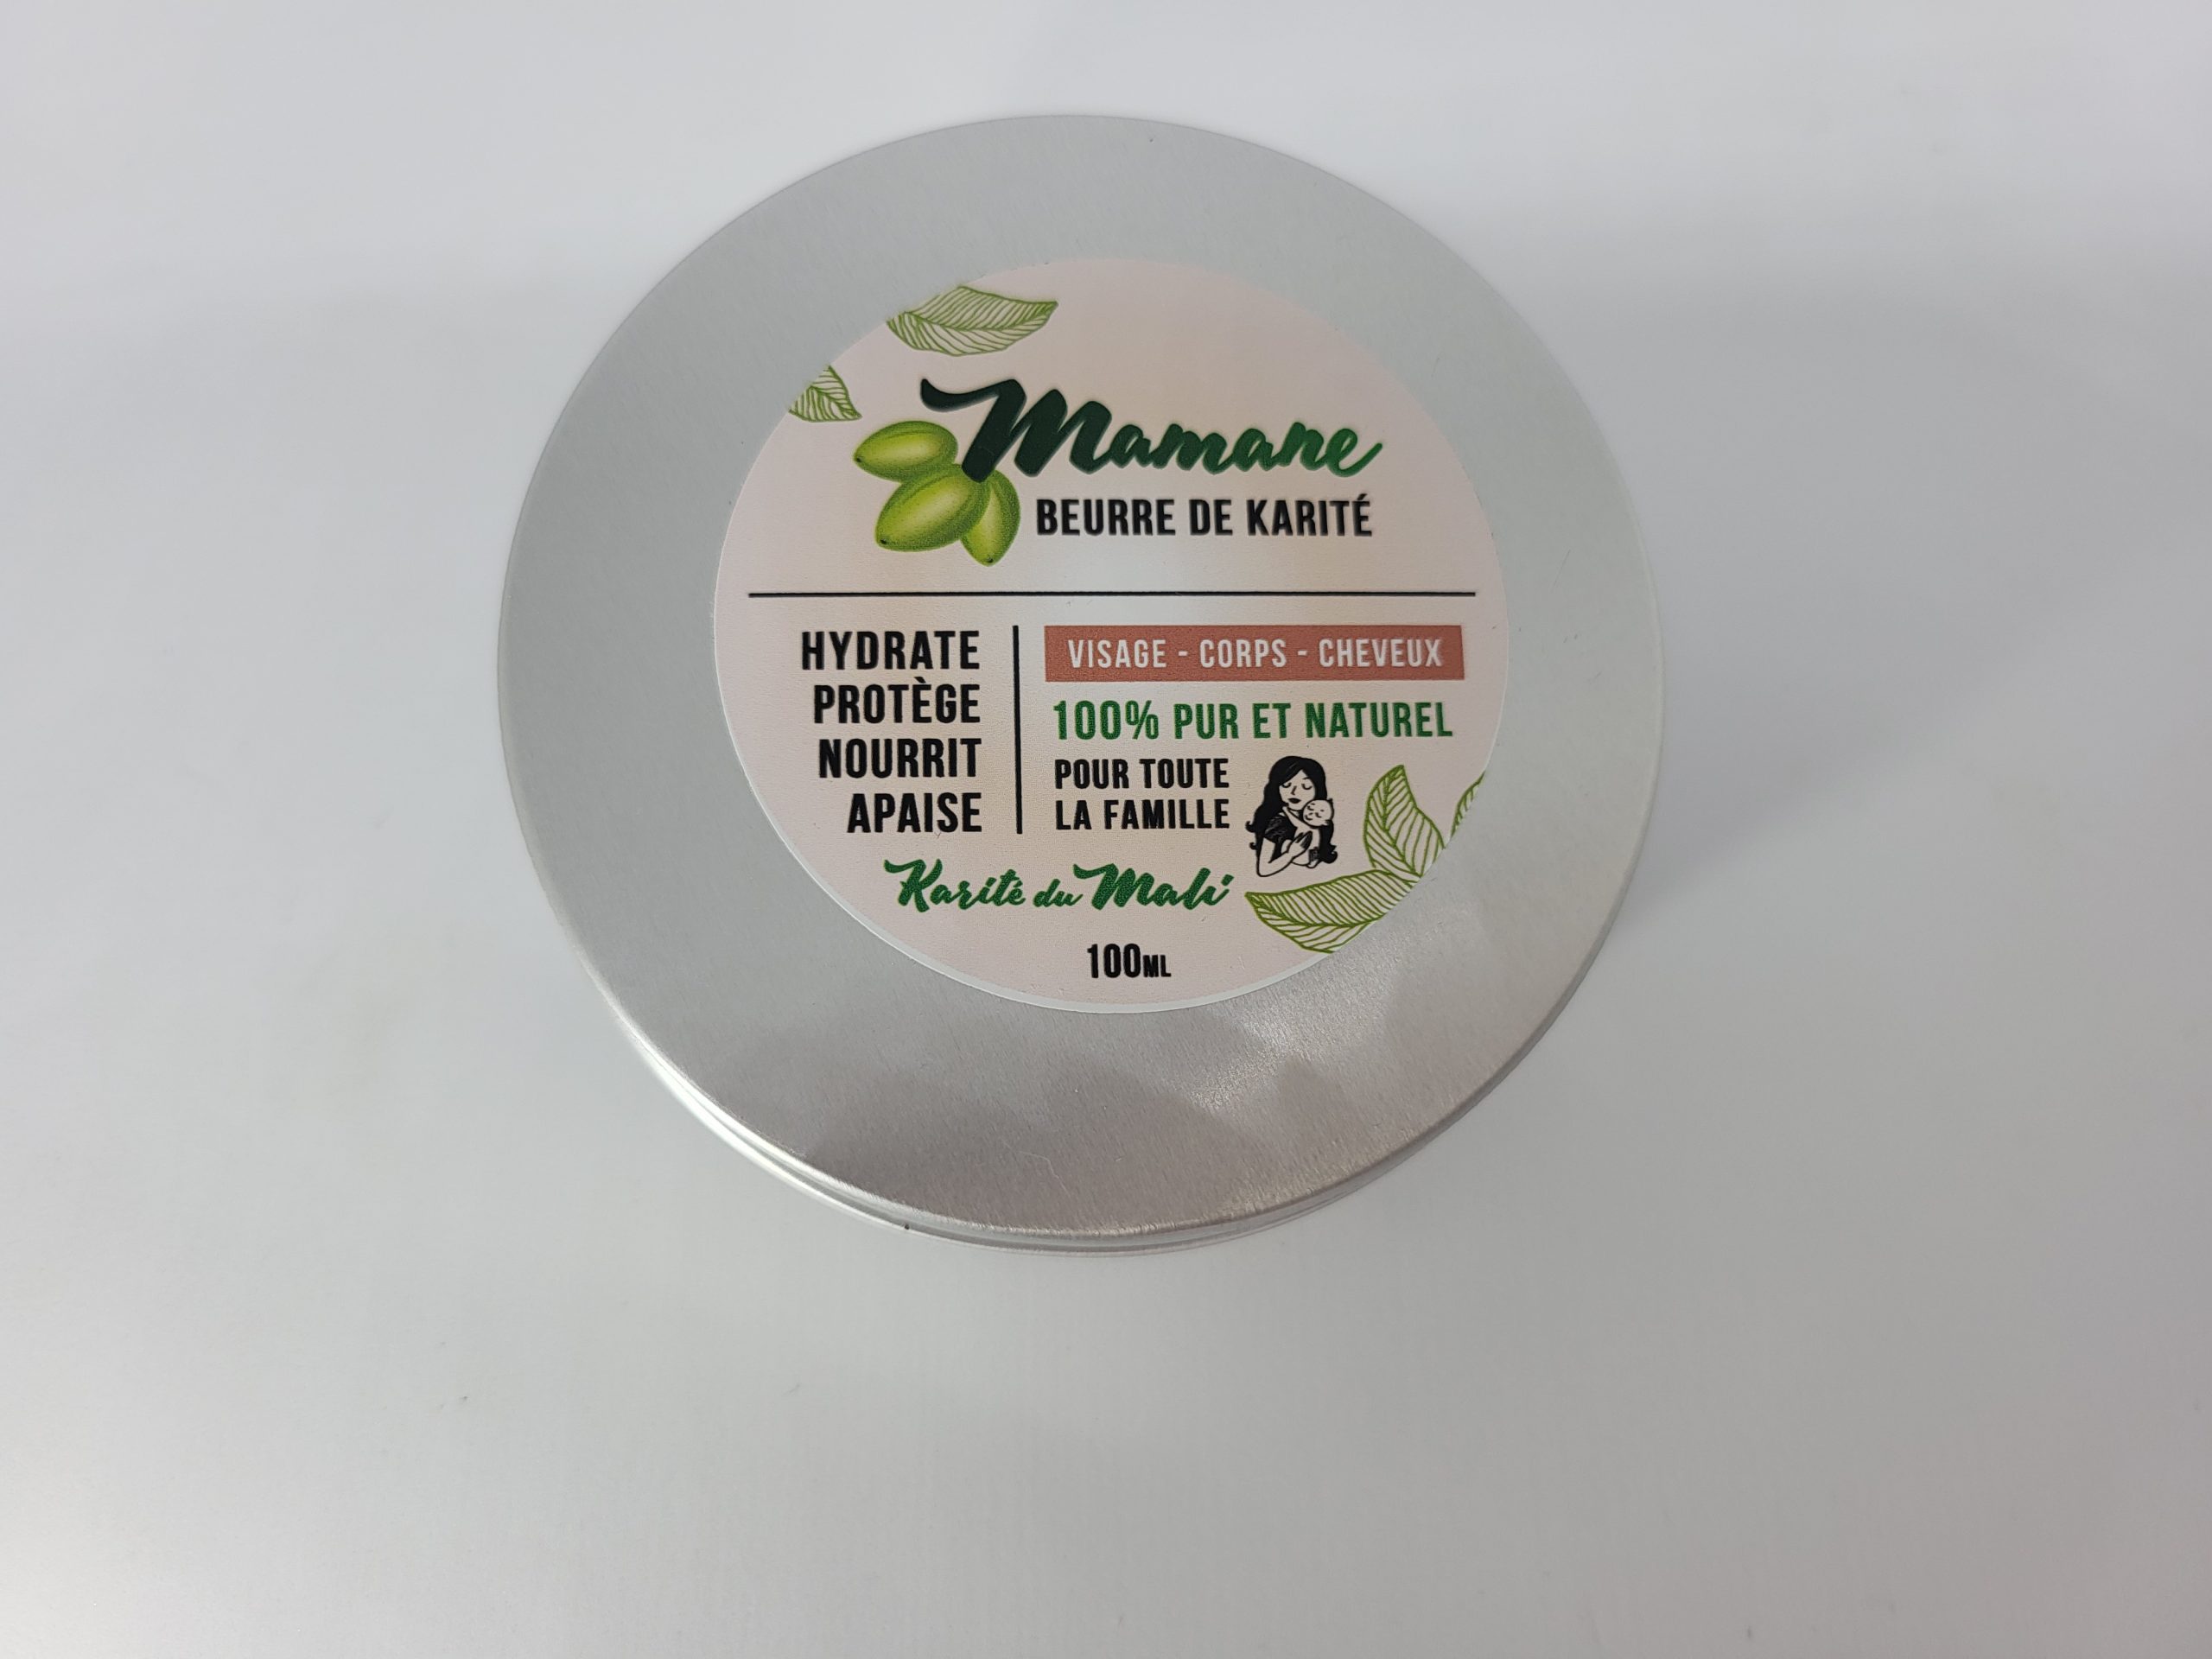 Mamane
BEURRE DE KARITÉ
HYDRATE
PROTÈGE
NOURRIT
APAISE
VISAGE - CORPS - CHEVEUX
100% PUR ET NATUREL
POUR TOUTE
LA FAMILLE
Karité du Mali
100ML